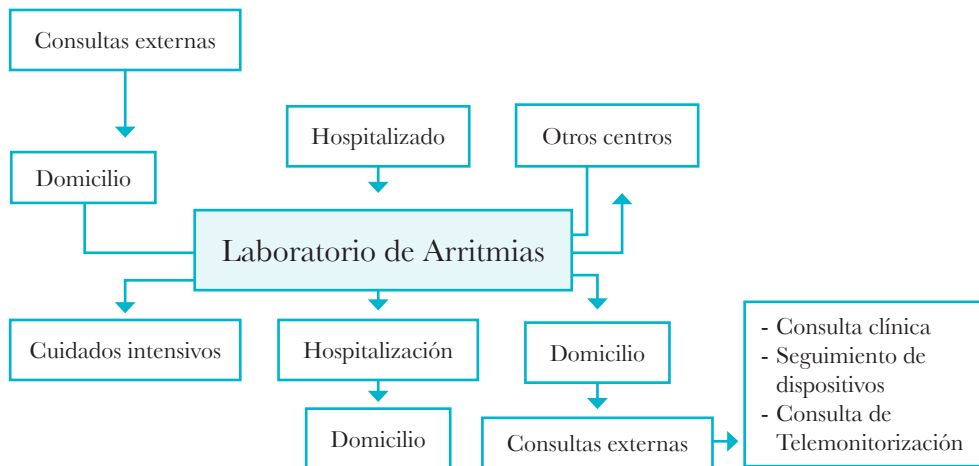 Consultas externas
Hospitalizado
Otros centros
Domicilio
Laboratorio de Arritmias
Cuidados intensivos
Hospitalización
Domicilio
Domicilio
Consultas externas
- Consulta clínica
- Seguimiento de
dispositivos
- Consulta de
Telemonitorización